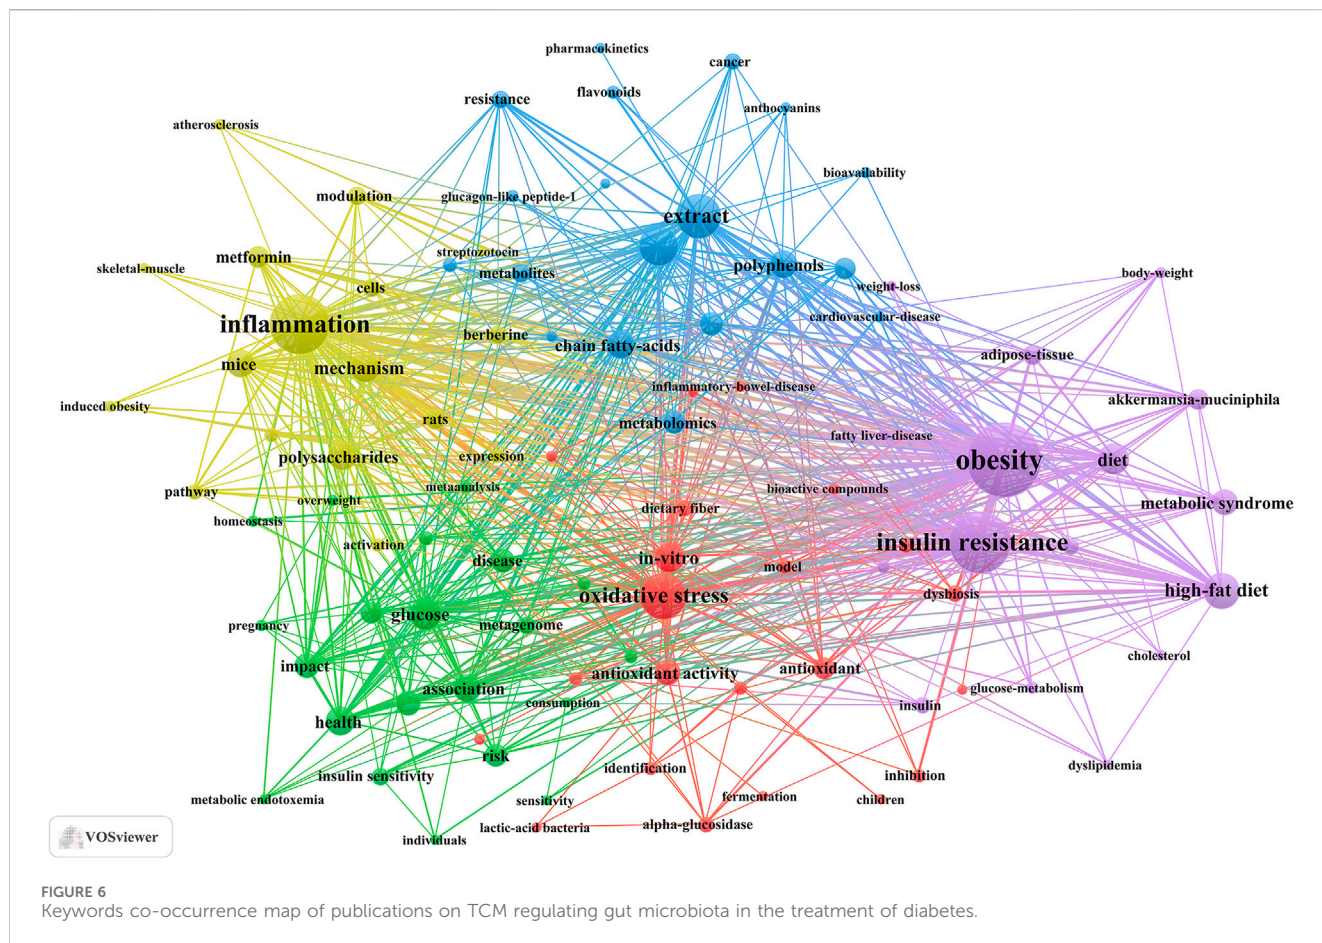 pharmacokinetics
cancer
flavonoids
resistance
anthocyanins
atherosclerosis
bioavailability
modulation
glucagon-like peptide-1
extract
streptozotocin
metformin
skeletal-muscle
metabolites
polyphenols
body-weight
cells
weight-loss
cardiovascular-disease
inflammation
berberine
chain fatty-acids
adipose-tissue
mice
mechanism
inflammatory-bowel-disease
akkermansia-muciniphila
induced obesity
rats
metabolomics
fatty liver-disease
polysaccharides
expression
obesity
diet
pathway
metaanalysis
bioactive compounds
overweight
metabolic syndrome
homeostasis
dietary fiber
activation
insulin resistance
disease
in-vitro
model
oxidative stress
dysbiosis
high-fat diet
glucose
pregnancy
metagenome
cholesterol
impact
antioxidant activity
antioxidant
association
glucose-metabolism
consumption
insulin
health
risk
dyslipidemia
insulin sensitivity
identification
inhibition
metabolic endotoxemia
sensitivity
fermentation
children
lactic-acid bacteria
alpha-glucosidase
individuals
VOSviewer
FIGURE 6
Keywords co-occurrence map of publications on TCM regulating gut microbiota in the treatment of diabetes.